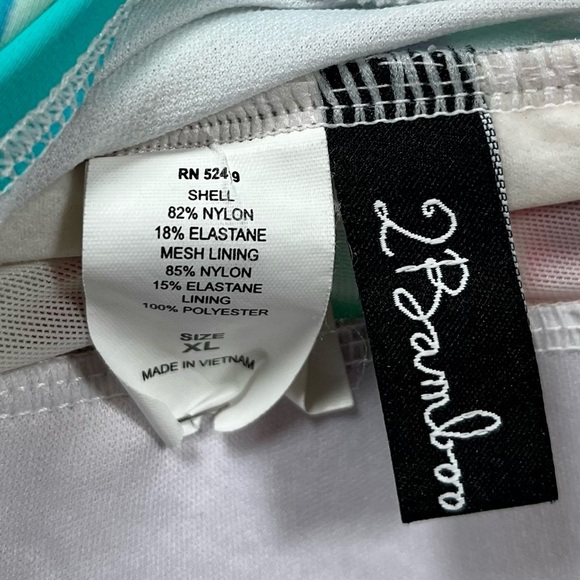 RN 52419
SHELL
82% NYLON
18% ELASTANE
MESH LINING
85% NYLON
15% ELASTANE
LINING
100% POLYESTER
SIZE
XL
MADE IN VIETNAM
2Bamboo